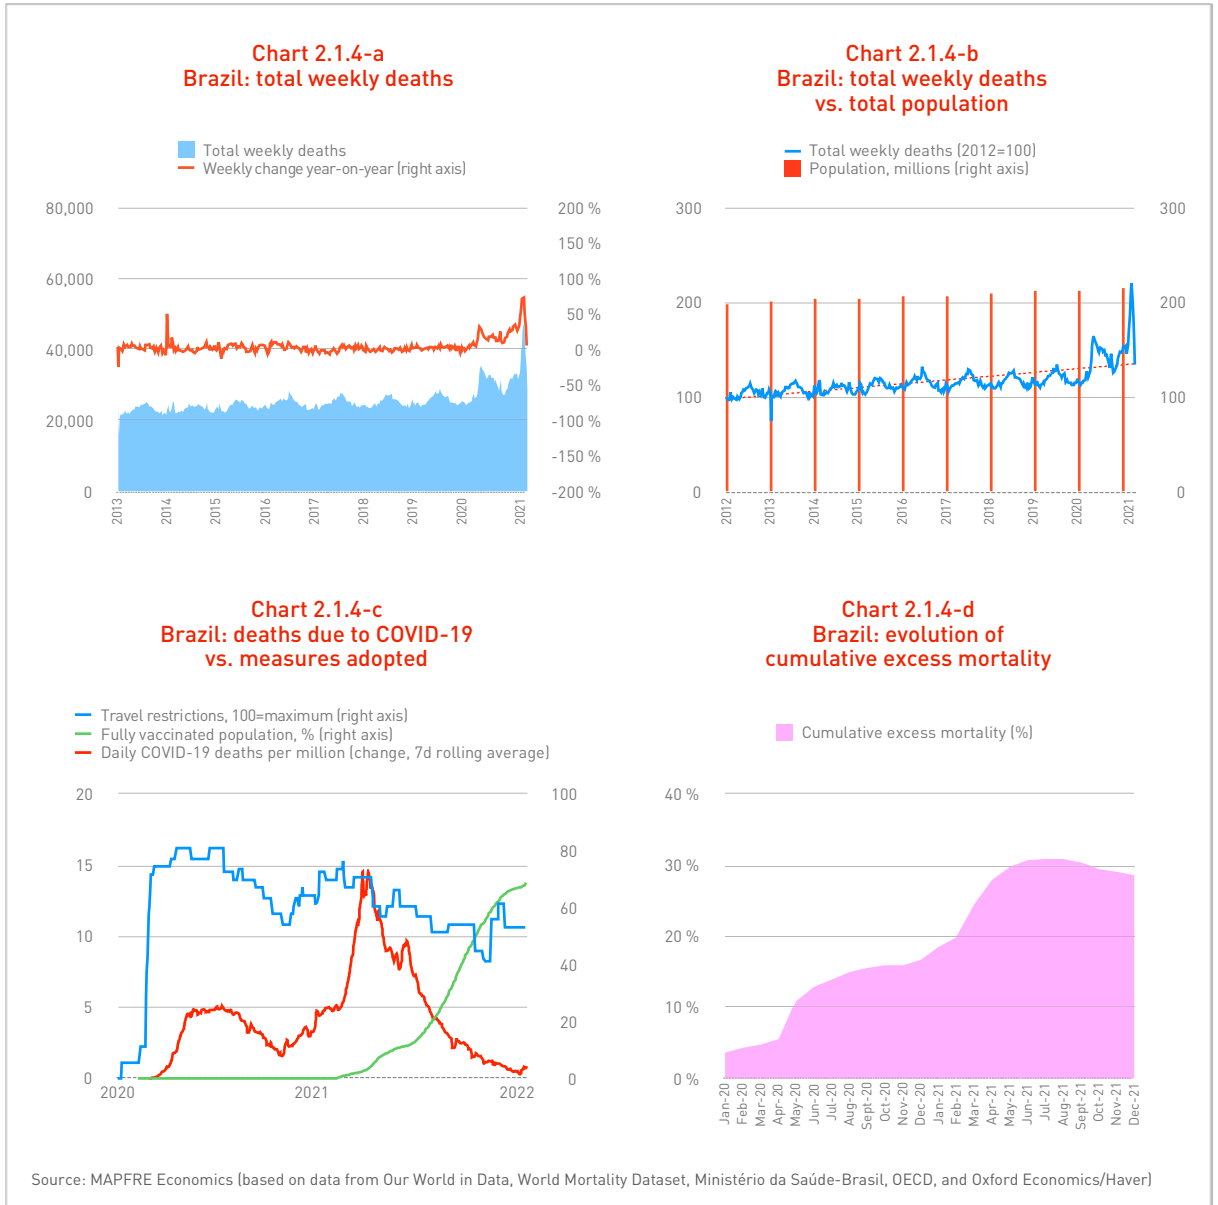 Chart 2.1.4-a
Brazil: total weekly deaths
Total weekly deaths
Weekly change year-on-year (right axis)
80,000
60,000
40,000
20,000
0
200 %
150 %
100 %
50 %
0 %
-50 %
-100 %
-150 %
-200 %
2013
2014
2015
2016
2017
2018
2019
2020
2021
Chart 2.1.4-b
Brazil: total weekly deaths
vs. total population
Total weekly deaths (2012=100)
Population, millions (right axis)
300
200
100
0
300
200
100
0
2012
2013
2014
2015
2016
2017
2018
2019
2020
2021
Chart 2.1.4-c
Brazil: deaths due to COVID-19
vs. measures adopted
Travel restrictions, 100=maximum (right axis)
Fully vaccinated population, % (right axis)
Daily COVID-19 deaths per million (change, 7d rolling average)
20
15
10
5
0
100
80
60
40
20
0
2020
2021
2022
Chart 2.1.4-d
Brazil: evolution of
cumulative excess mortality
Cumulative excess mortality (%)
40 %
30 %
20 %
10 %
0 %
Jan-20
Feb-20
Mar-20
Apr-20
May-20
Jun-20
Jul-20
Aug-20
Sept-20
Oct-20
Nov-20
Dec-20
Jan-21
Feb-21
Mar-21
Apr-21
May-21
Jun-21
Jul-21
Aug-21
Sept-21
Oct-21
Nov-21
Dec-21
Source: MAPFRE Economics (based on data from Our World in Data, World Mortality Dataset, Ministério da Saúde-Brasil, OECD, and Oxford Economics/Haver)